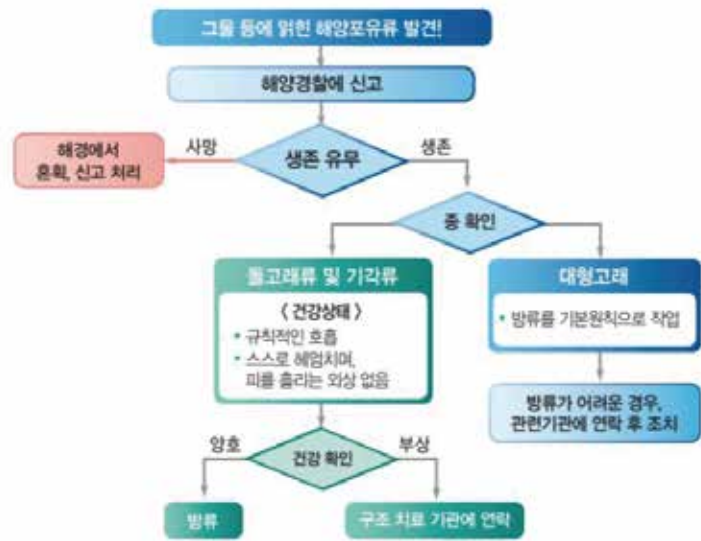 그물 등에 얽힌 해양포유류 발견!
해양경찰에 신고
생존 유무
사망
생존
해경에서
혼획, 신고 처리
종 확인
돌고래류 및 기각류
< 건강상태 >
• 규칙적인 호흡
• 스스로 헤엄치며,
피를 흘리는 외상 없음
대형고래
• 방류를 기본원칙으로 작업
방류가 어려운 경우,
관련기관에 연락 후 조치
건강 확인
양호
부상
방류
구조 치료 기관에 연락